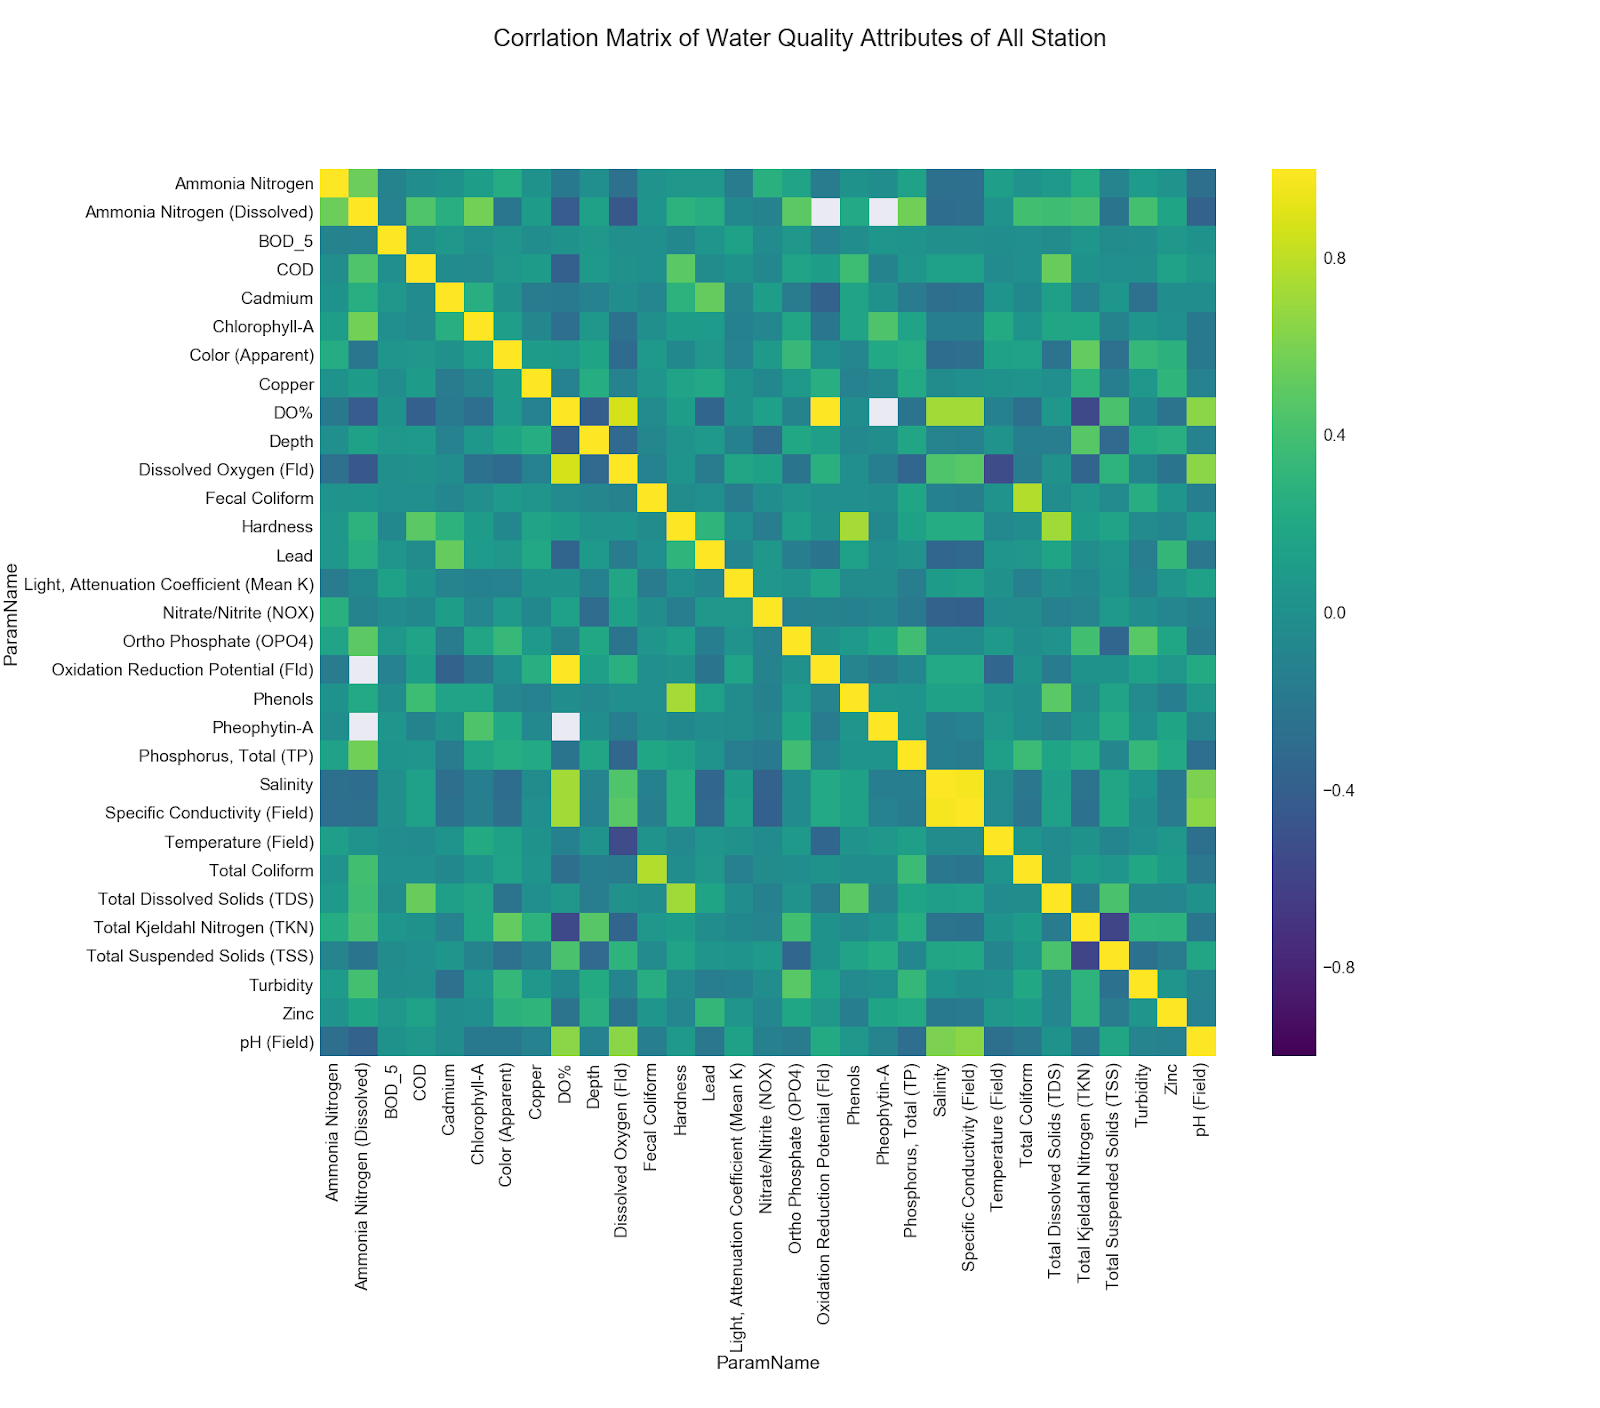 Corrlation Matrix of Water Quality Attributes of All Station
ParamName
Ammonia Nitrogen
Ammonia Nitrogen (Dissolved)
BOD_5
COD
Cadmium
Chlorophyll-A
Color (Apparent)
Copper
DO%
Depth
Dissolved Oxygen (Fld)
Fecal Coliform
Hardness
Lead
Light, Attenuation Coefficient (Mean K)
Nitrate/Nitrite (NOX)
Ortho Phosphate (OPO4)
Oxidation Reduction Potential (Fld)
Phenols
Pheophytin-A
Phosphorus, Total (TP)
Salinity
Specific Conductivity (Field)
Temperature (Field)
Total Coliform
Total Dissolved Solids (TDS)
Total Kjeldahl Nitrogen (TKN)
Total Suspended Solids (TSS)
Turbidity
Zinc
pH (Field)
Ammonia Nitrogen
Ammonia Nitrogen (Dissolved)
BOD_5
COD
Cadmium
Chlorophyll-A
Color (Apparent)
Copper
DO%
Depth
Dissolved Oxygen (Fld)
Fecal Coliform
Hardness
Lead
Light, Attenuation Coefficient (Mean K)
Nitrate/Nitrite (NOX)
Ortho Phosphate (OPO4)
Oxidation Reduction Potential (Fld)
Phenols
Pheophytin-A
Phosphorus, Total (TP)
Salinity
Specific Conductivity (Field)
Temperature (Field)
Total Coliform
Total Dissolved Solids (TDS)
Total Kjeldahl Nitrogen (TKN)
Total Suspended Solids (TSS)
Turbidity
Zinc
pH (Field)
ParamName
0.8
0.4
0.0
−0.4
−0.8